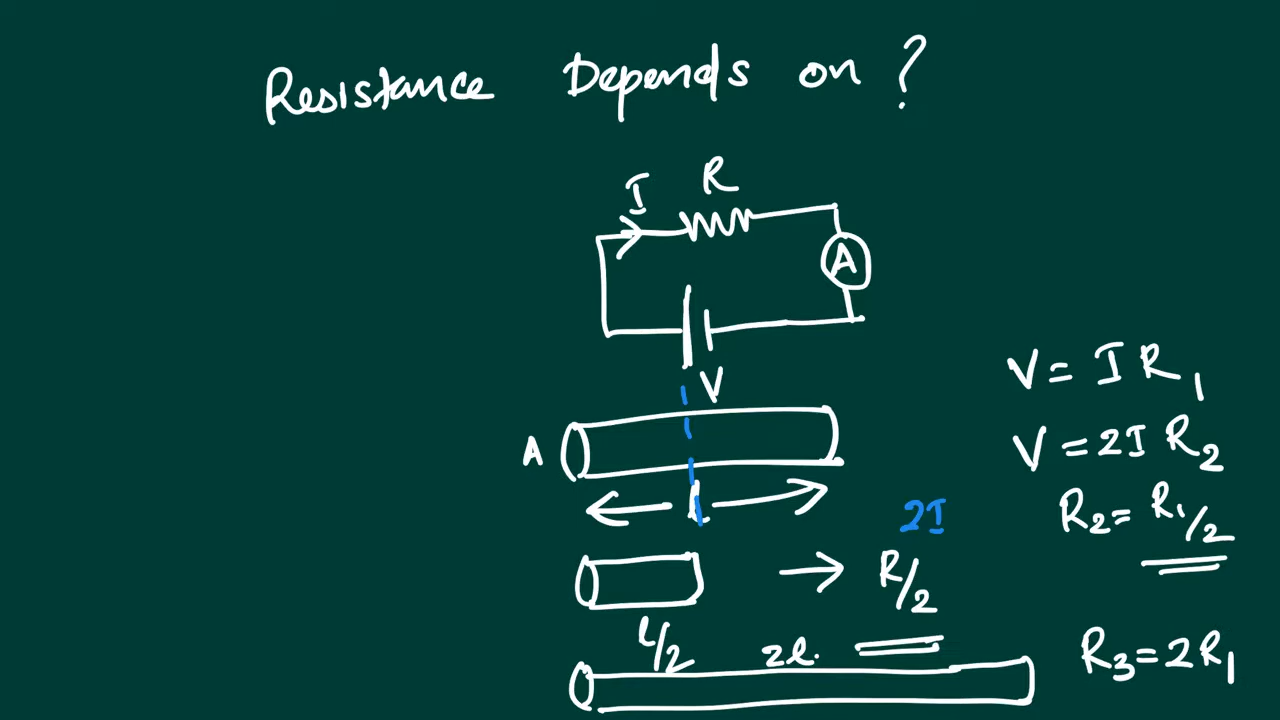 Resistance Depends on ?
I
R
A
V
A
l
V = I R1
V = 2I R2
R2 = R1/2
2I
R/2
l/2
2l.
R3 = 2R1